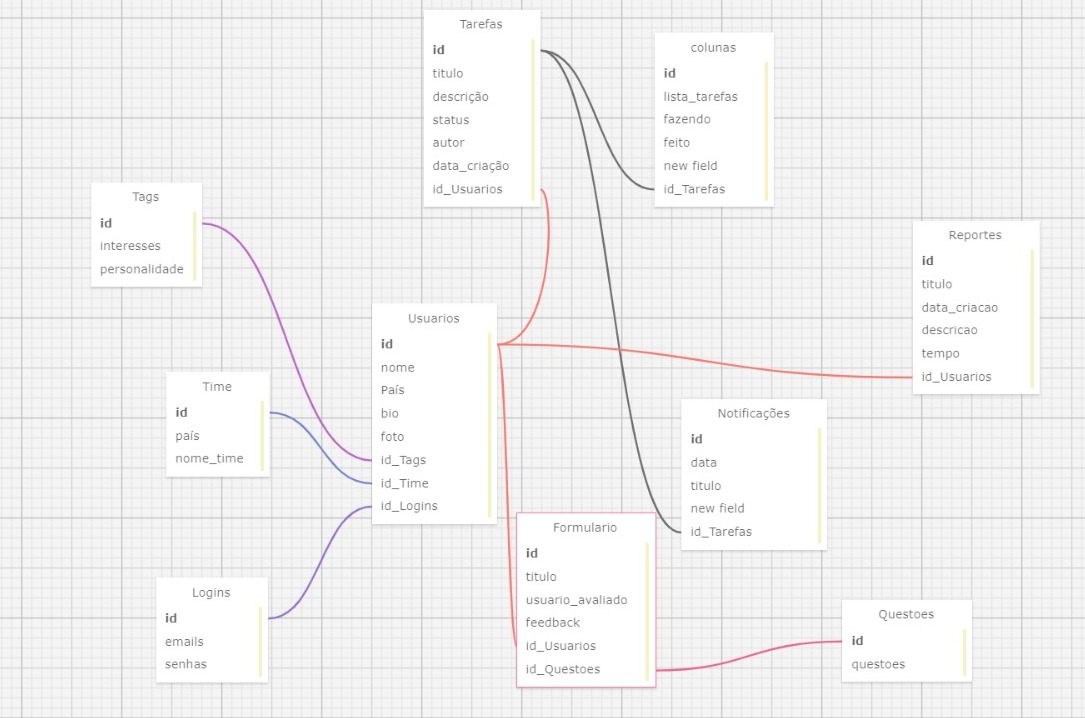 Tarefas
id
titulo
descrição
status
autor
data_criação
id_Usuarios
colunas
id
lista_tarefas
fazendo
feito
new field
id_Tarefas
Tags
id
interesses
personalidade
Reportes
id
titulo
data_criacao
descricao
tempo
id_Usuarios
Usuarios
id
nome
País
bio
foto
id_Tags
id_Time
id_Logins
Time
id
país
nome_time
Notificações
id
data
titulo
new field
id_Tarefas
Formulario
id
titulo
usuario_avaliado
feedback
id_Usuarios
id_Questoes
Logins
id
emails
senhas
Questoes
id
questoes